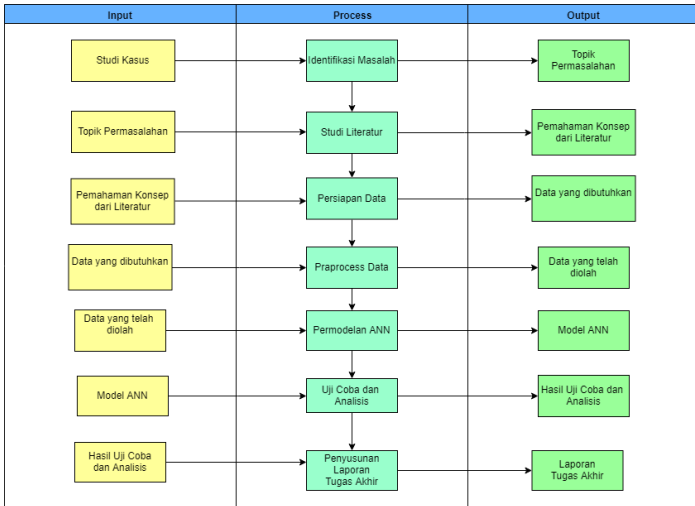 Input
Process
Output
Studi Kasus
Identifikasi Masalah
Topik
Permasalahan
Topik Permasalahan
Studi Literatur
Pemahaman Konsep
dari Literatur
Pemahaman Konsep
dari Literatur
Persiapan Data
Data yang dibutuhkan
Data yang dibutuhkan
Praprocess Data
Data yang telah
diolah
Data yang telah
diolah
Permodelan ANN
Model ANN
Model ANN
Uji Coba dan
Analisis
Hasil Uji Coba dan
Analisis
Hasil Uji Coba
dan Analisis
Penyusunan
Laporan
Tugas Akhir
Laporan
Tugas Akhir